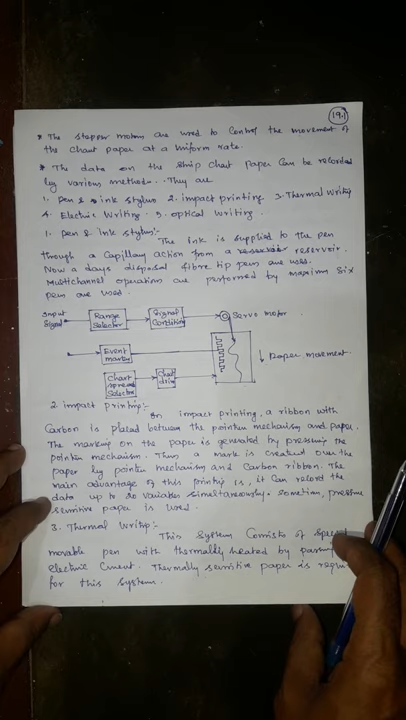 19.1
* The stepper motors are used to Control the movement of
the chart paper at a Uniform rate.
* The data on the strip chart paper can be recorded
by various methods. They are
1. pen & ink stylus 2. impact printing 3. Thermal Writing
4. Electric Writing. 5. optical writing.
1. pen & Ink stylus:-
The ink is supplied to the pen
through a Capillary action from a reservoir.
Now a days disposal fibre tip pens are used.
Multichannel operation are performed by maximum six
pen are used.
Input
Signal
Range
Selector
Signal
Condition
Servo motor
Event
marker
paper movement.
Chart
speed
Selector
Chart
drive
2. impact printing:-
In impact printing, a ribbon with
Carbon is placed between the pointer mechanism and paper.
The marking on the paper is generated by pressing the
pointer mechanism. Thus a mark is created over the
paper by pointer mechanism and Carbon ribbon. The
main advantage of this printing is, it can record the
data up to variables simultaneously. Sometime, pressure
sensitive paper is used.
3. Thermal Writing:-
This System Consists of
movable pen with thermally heated by
Electric Current. Thermally sensitive paper is
for this system.